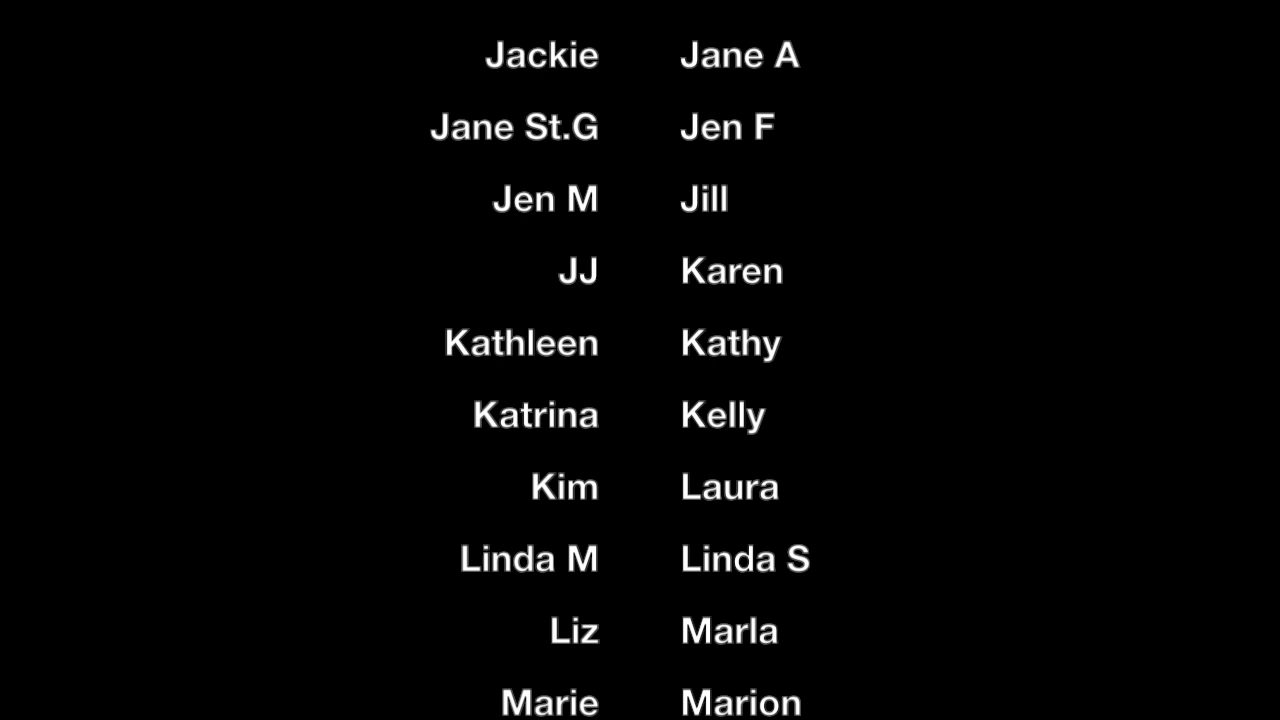 Jackie Jane A
Jane St.G Jen F
Jen M Jill
JJ Karen
Kathleen Kathy
Katrina Kelly
Kim Laura
Linda M Linda S
Liz Marla
Marie Marion